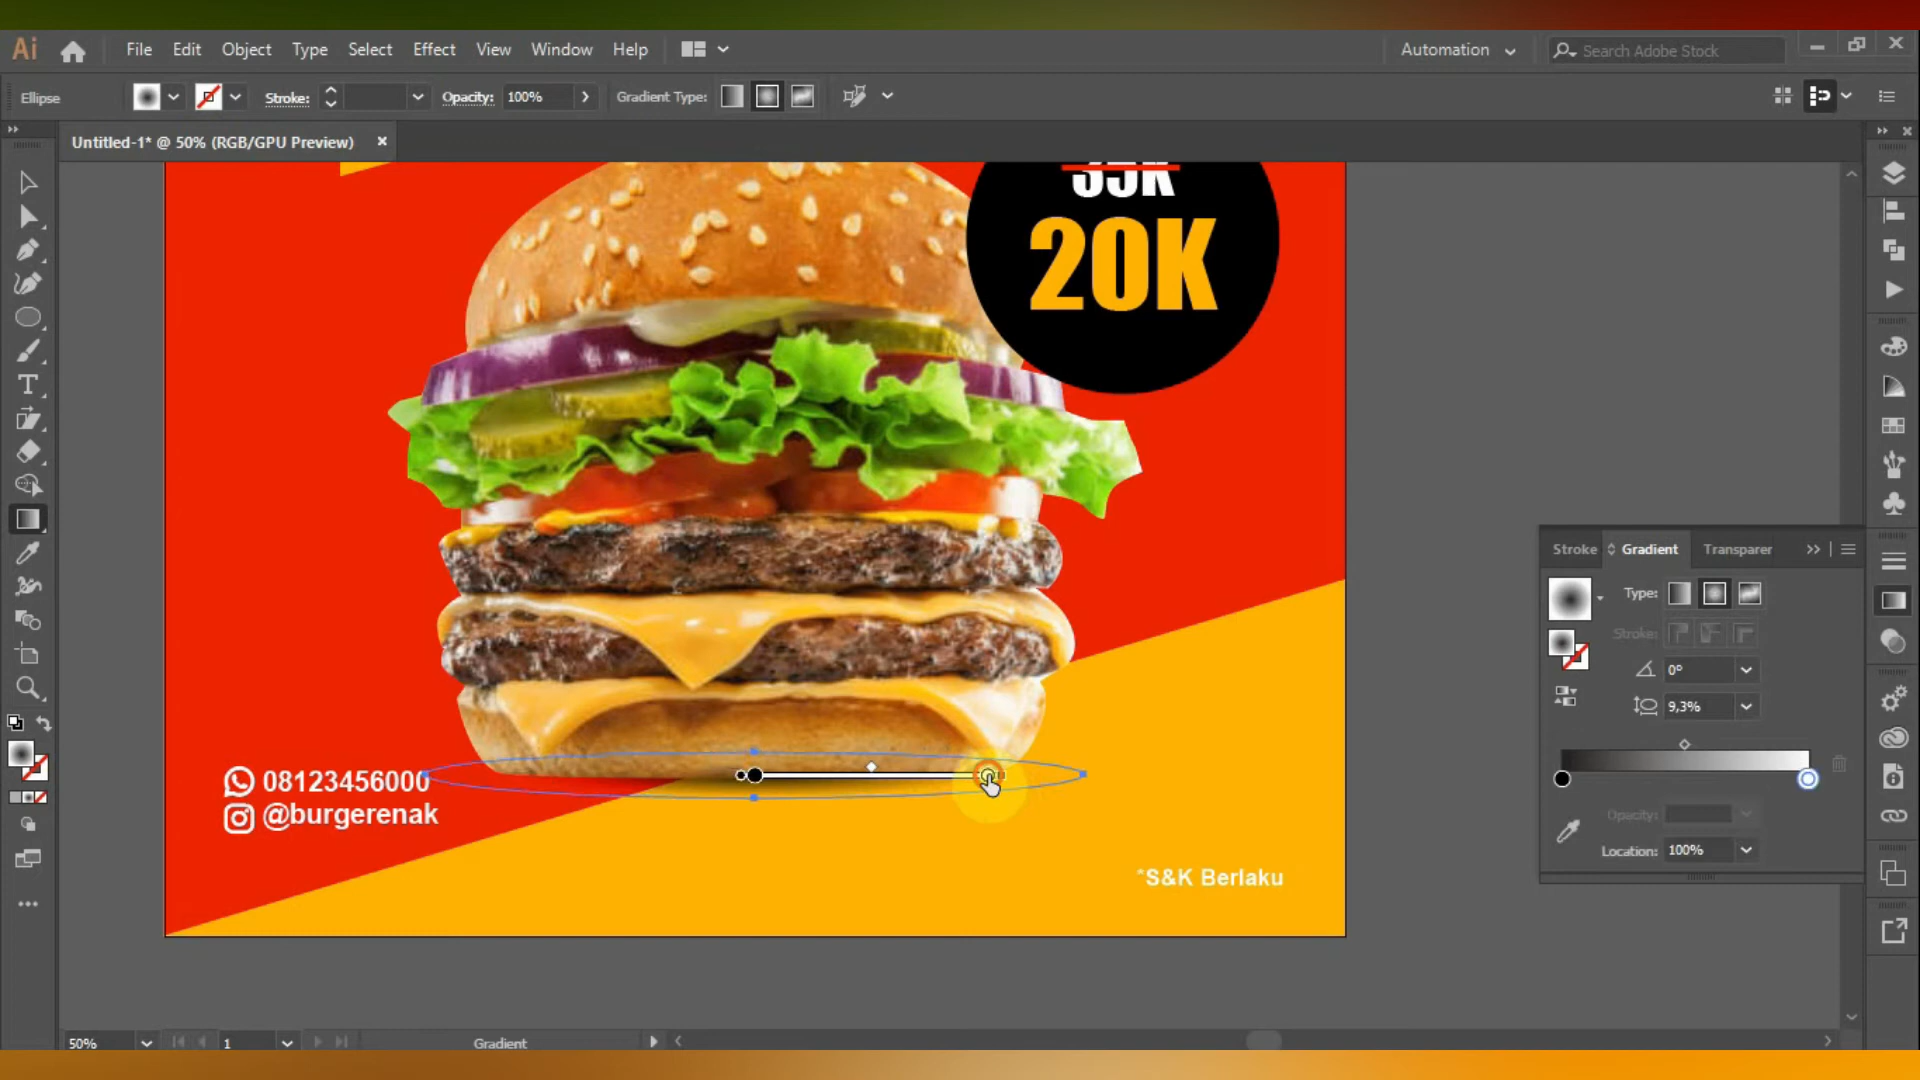 Ai
File Edit Object Type Select Effect View Window Help
Automation
Search Adobe Stock
Ellipse
Stroke:
Opacity: 100%
Gradient Type:
Untitled-1* @ 50% (RGB/GPU Preview)
35K
20K
08123456000
@burgerenak
*S&K Berlaku
Stroke Gradient Transparer
Type:
Stroke:
0°
9,3%
Opacity:
Location: 100%
50%
1
Gradient